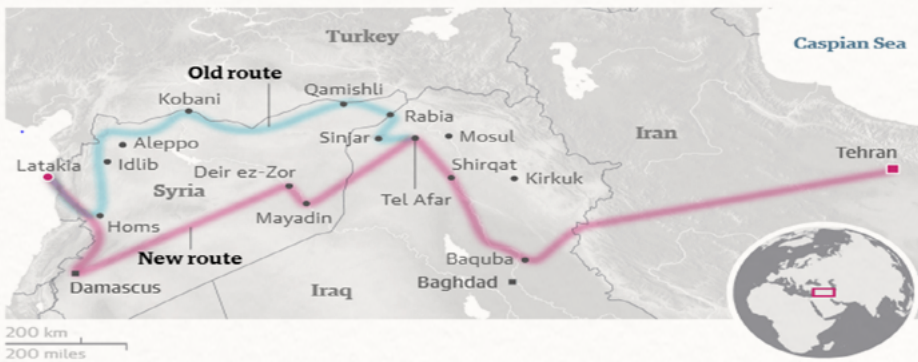 Turkey
Caspian Sea
Old route
Kobani
Qamishli
Rabia
Aleppo
Sinjar
Mosul
Iran
Idlib
Latakia
Deir ez-Zor
Shirqat
Tehran
Syria
Kirkuk
Mayadin
Tel Afar
Homs
New route
Baquba
Damascus
Iraq
Baghdad
200 km
200 miles